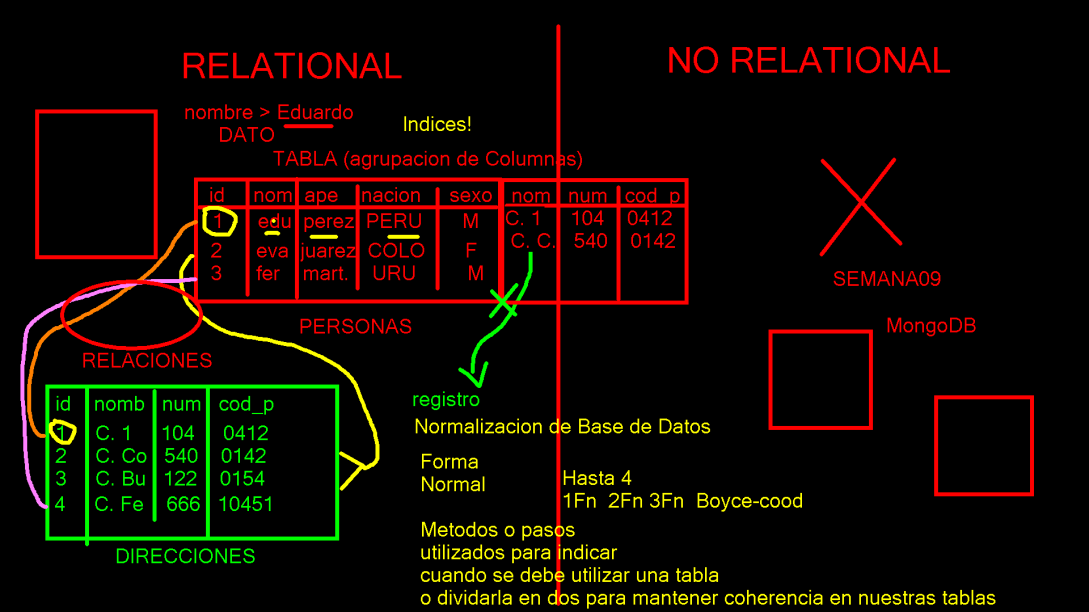 RELATIONAL
NO RELATIONAL
nombre > Eduardo
DATO
Indices!
TABLA (agrupacion de Columnas)
id nom ape nacion sexo nom num cod_p
1 edu perez PERU M C. 1 104 0412
2 eva juarez COLO F C. C. 540 0142
3 fer mart. URU M
PERSONAS
RELACIONES
SEMANA09
MongoDB
id nomb num cod_p
1 C. 1 104 0412
2 C. Co 540 0142
3 C. Bu 122 0154
4 C. Fe 666 10451
DIRECCIONES
registro
Normalizacion de Base de Datos
Forma
Normal
Hasta 4
1Fn 2Fn 3Fn Boyce-cood
Metodos o pasos
utilizados para indicar
cuando se debe utilizar una tabla
o dividarla en dos para mantener coherencia en nuestras tablas